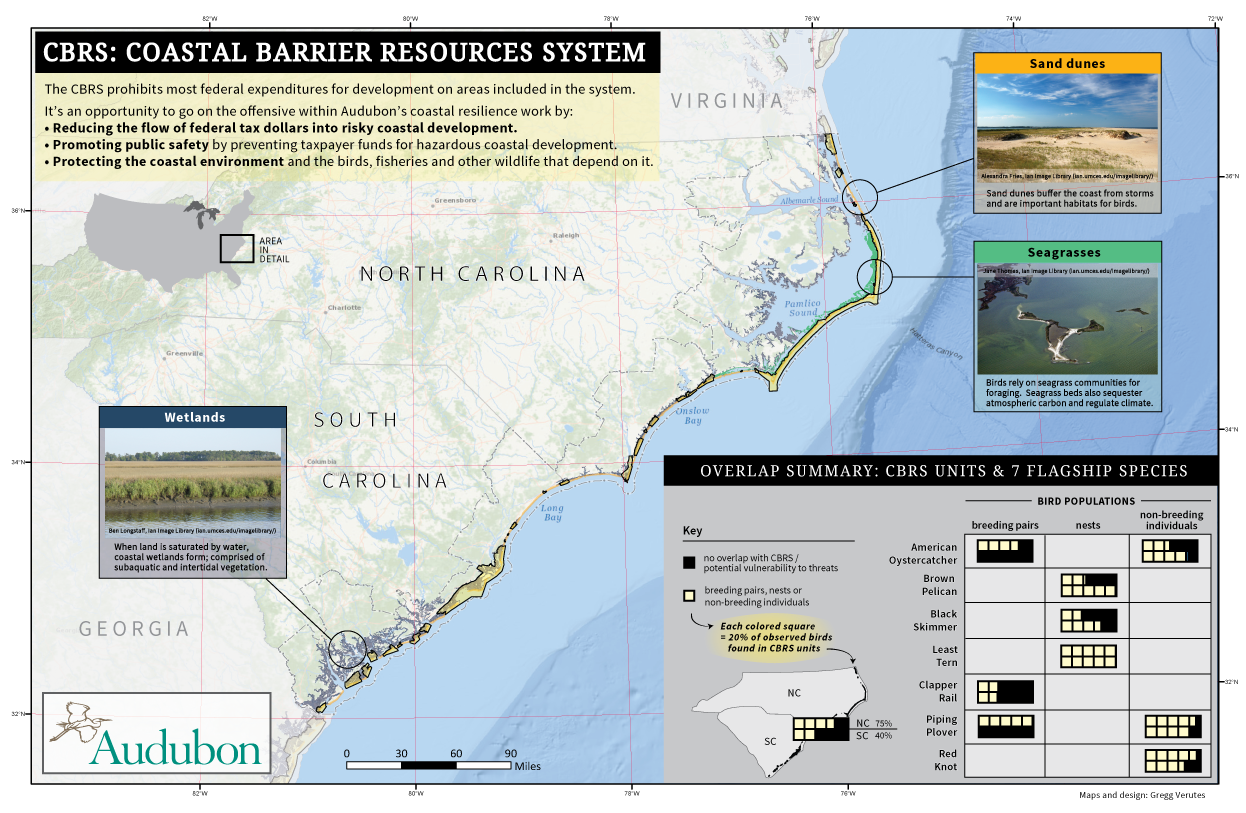 82°W 80°W 78°W 76°W 74°W 72°W
CBRS: COASTAL BARRIER RESOURCES SYSTEM
The CBRS prohibits most federal expenditures for development on areas included in the system.
It's an opportunity to go on the offensive within Audubon's coastal resilience work by:
• Reducing the flow of federal tax dollars into risky coastal development.
• Promoting public safety by preventing taxpayer funds for hazardous coastal development.
• Protecting the coastal environment and the birds, fisheries and other wildlife that depend on it.
VIRGINIA
Sand dunes
Alexandra Fries, Ian Image Library (ian.umces.edu/imagelibrary/)
Sand dunes buffer the coast from storms
and are important habitats for birds.
36°N
36°N
AREA
IN
DETAIL
Greensboro
Raleigh
Albemarle Sound
NORTH CAROLINA
Charlotte
Greenville
Pamlico
Sound
Hatteras Canyon
Seagrasses
Jane Thomas, Ian Image Library (ian.umces.edu/imagelibrary/)
Birds rely on seagrass communities for
foraging. Seagrass beds also sequester
atmospheric carbon and regulate climate.
Wetlands
Ben Longstaff, Ian Image Library (ian.umces.edu/imagelibrary/)
When land is saturated by water,
coastal wetlands form; comprised of
subaquatic and intertidal vegetation.
SOUTH
CAROLINA
Columbia
Onslow
Bay
Long
Bay
34°N
34°N
GEORGIA
OVERLAP SUMMARY: CBRS UNITS & 7 FLAGSHIP SPECIES
BIRD POPULATIONS
breeding pairs
nests
non-breeding
individuals
Key
no overlap with CBRS /
potential vulnerability to threats
breeding pairs, nests or
non-breeding individuals
Each colored square
= 20% of observed birds
found in CBRS units
NC
SC
NC 75%
SC 40%
American
Oystercatcher
Brown
Pelican
Black
Skimmer
Least
Tern
Clapper
Rail
Piping
Plover
Red
Knot
32°N
32°N
Audubon
0 30 60 90
Miles
82°W 80°W 78°W 76°W
Maps and design: Gregg Verutes